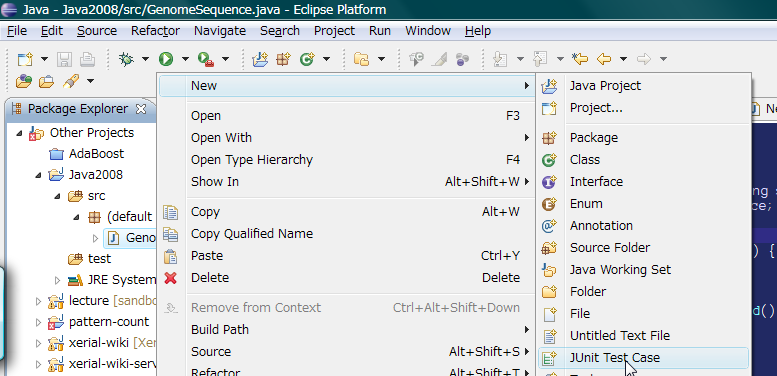 Java - Java2008/src/GenomeSequence.java - Eclipse Platform
File Edit Source Refactor Navigate Search Project Run Window Help
Package Explorer
Other Projects
AdaBoost
Java2008
src
(default
Geno
test
JRE System
lecture [sandb
pattern-count
xerial-wiki [Xer
xerial-wiki-serv
New
Open F3
Open With
Open Type Hierarchy F4
Show In Alt+Shift+W
Copy Alt+W
Copy Qualified Name
Paste Ctrl+Y
Delete Delete
Remove from Context Ctrl+Alt+Shift+Down
Build Path
Source Alt+Shift+S
Refactor Alt+Shift+T
Java Project
Project...
Package
Class
Interface
Enum
Annotation
Source Folder
Java Working Set
Folder
File
Untitled Text File
JUnit Test Case
Ne
ing s
ce;
) {
d()